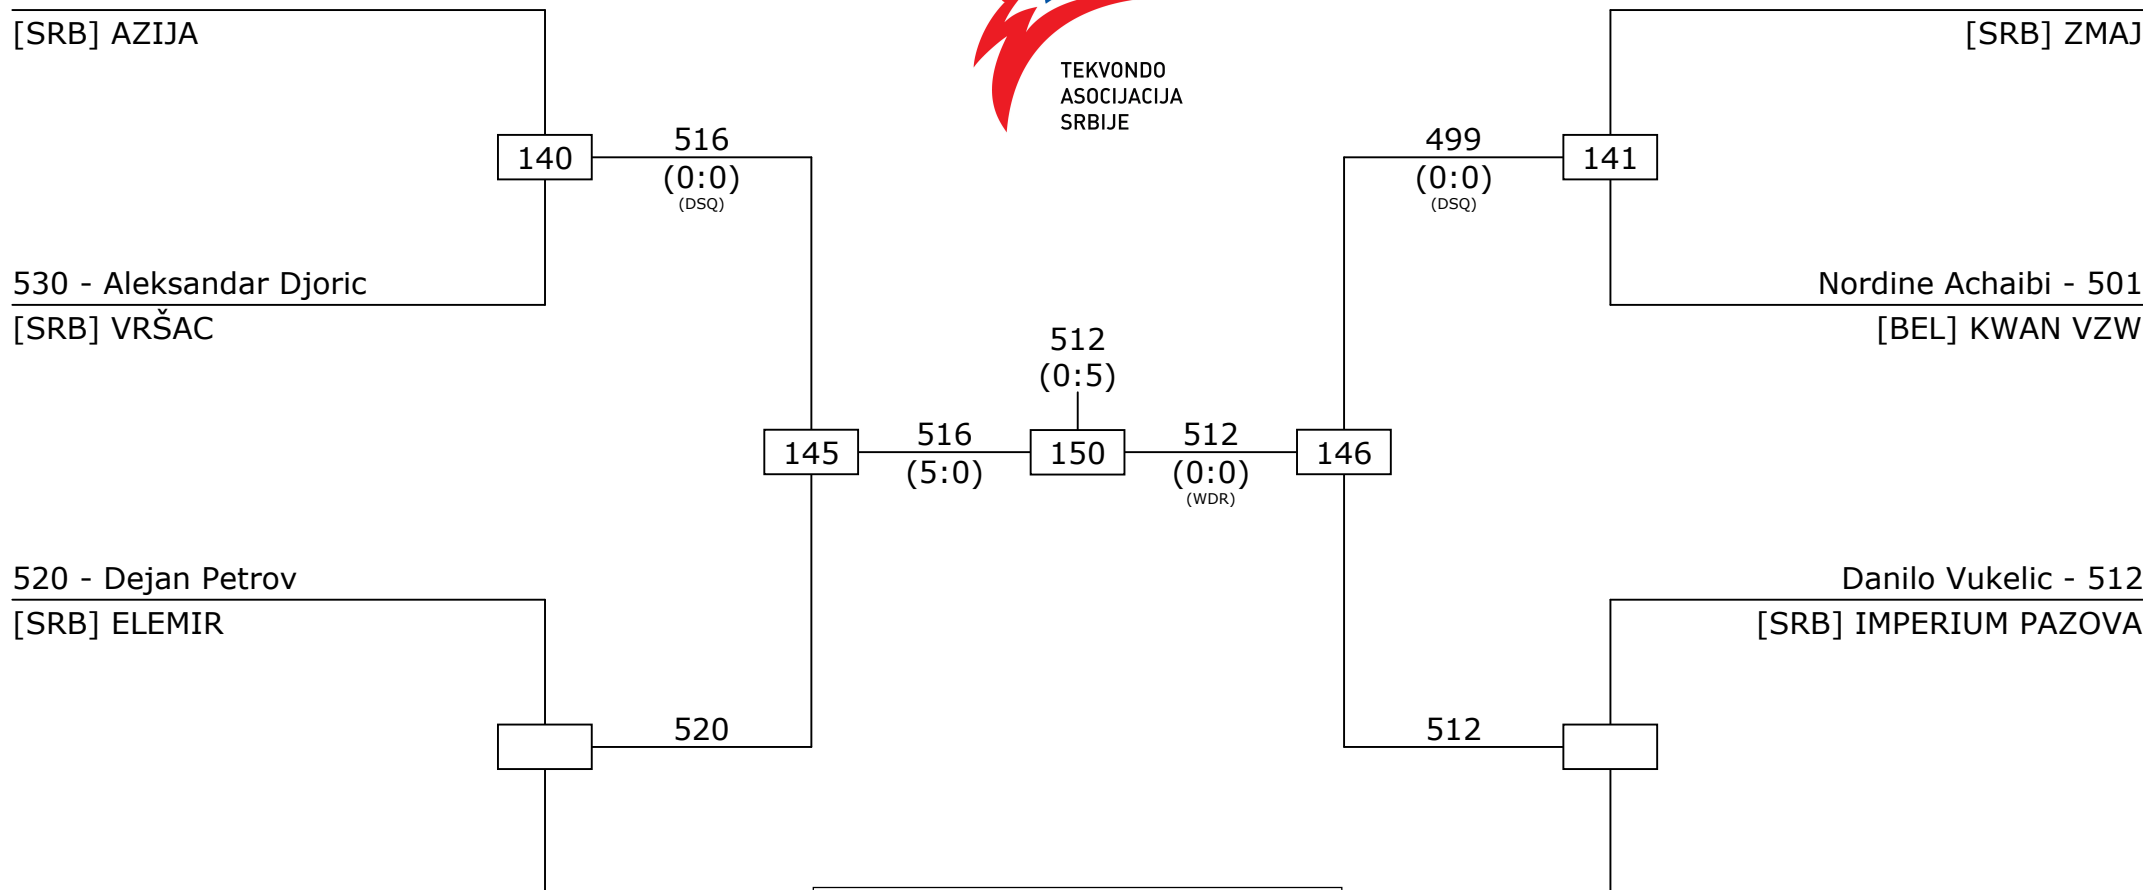 [SRB] AZIJA
[SRB] ZMAJ
TEKVONDO
ASOCIJACIJA
SRBIJE
140
516
(0:0)
(DSQ)
499
(0:0)
(DSQ)
141
530 - Aleksandar Djoric
[SRB] VRŠAC
Nordine Achaibi - 501
[BEL] KWAN VZW
512
(0:5)
145
516
(5:0)
150
512
(0:0)
(WDR)
146
520 - Dejan Petrov
[SRB] ELEMIR
Danilo Vukelic - 512
[SRB] IMPERIUM PAZOVA
520
512